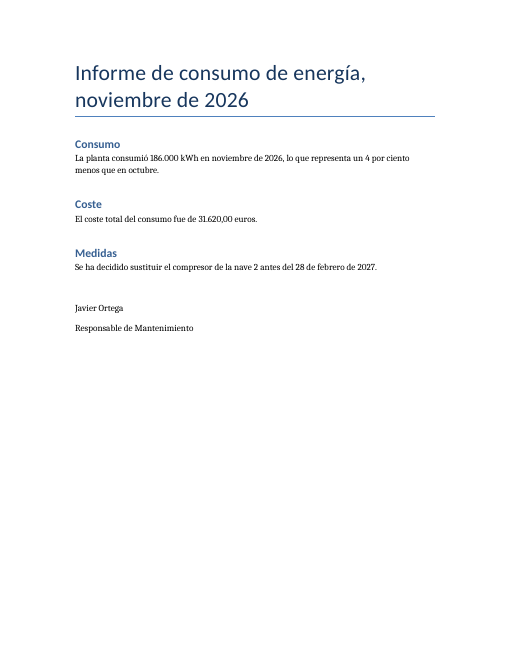 Informe de consumo de energía,
noviembre de 2026
Consumo
La planta consumió 186.000 kWh en noviembre de 2026, lo que representa un 4 por ciento
menos que en octubre.
Coste
El coste total del consumo fue de 31.620,00 euros.
Medidas
Se ha decidido sustituir el compresor de la nave 2 antes del 28 de febrero de 2027.
Javier Ortega
Responsable de Mantenimiento